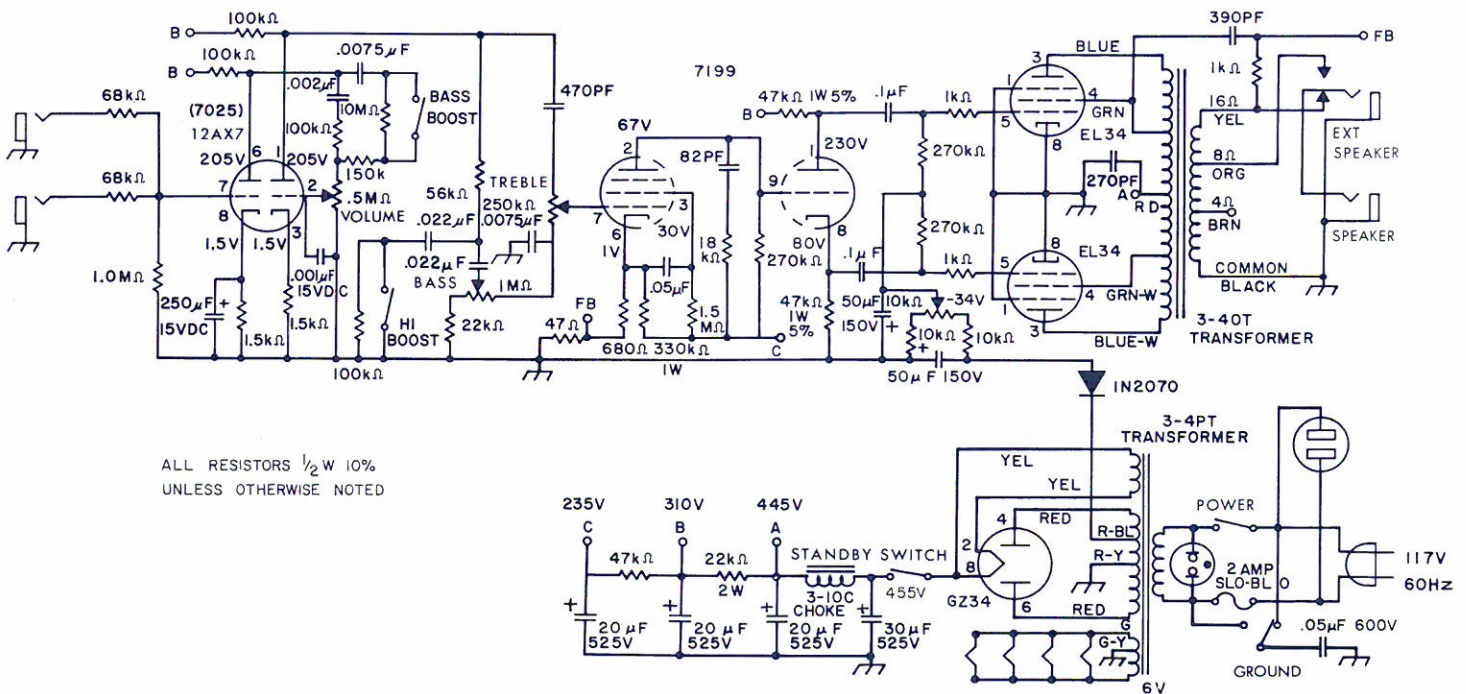 B
100kΩ
B
100kΩ
.0075µF
.002µF
10MΩ
BASS
BOOST
470PF
68kΩ
(7025)
12AX7
100kΩ
6
1
205V
205V
150k
68kΩ
7
2
.5MΩ
VOLUME
8
3
1.5V
1.5V
.001µF
15VDC
1.0MΩ
250µF
+
15VDC
1.5kΩ
1.5kΩ
100kΩ
HI
BOOST
56kΩ
.022µF
.022µF
BASS
1MΩ
22kΩ
TREBLE
250kΩ
.0075µF
7199
67V
2
7
3
6
30V
1V
82PF
18
kΩ
270kΩ
.05µF
FB
47Ω
680Ω
330kΩ
1W
1.5
MΩ
C
B
47kΩ
1W 5%
.1µF
230V
1
9
8
80V
.1µF
47kΩ
1W
5%
270kΩ
270kΩ
1kΩ
1kΩ
50µF
150V
+
10kΩ
-34V
10kΩ
10kΩ
+
50µF 150V
BLUE
3
1
5
4
GRN
8
EL34
270PF
A
RD
8
EL34
5
4
GRN-W
1
3
BLUE-W
390PF
FB
1kΩ
16Ω
YEL
8Ω
ORG
4Ω
BRN
COMMON
BLACK
EXT
SPEAKER
SPEAKER
3-40T
TRANSFORMER
1N2070
3-4PT
TRANSFORMER
ALL RESISTORS 1/2 W 10%
UNLESS OTHERWISE NOTED
235V
C
310V
B
445V
A
47kΩ
22kΩ
2W
STANDBY SWITCH
3-10C
CHOKE
455V
+
20µF
525V
+
20µF
525V
+
20µF
525V
+
30µF
525V
YEL
YEL
4
RED
2
8
GZ34
6
RED
R-BL
R-Y
G
G-Y
6V
POWER
2 AMP
SLO-BLO
117V
60Hz
.05µF 600V
GROUND